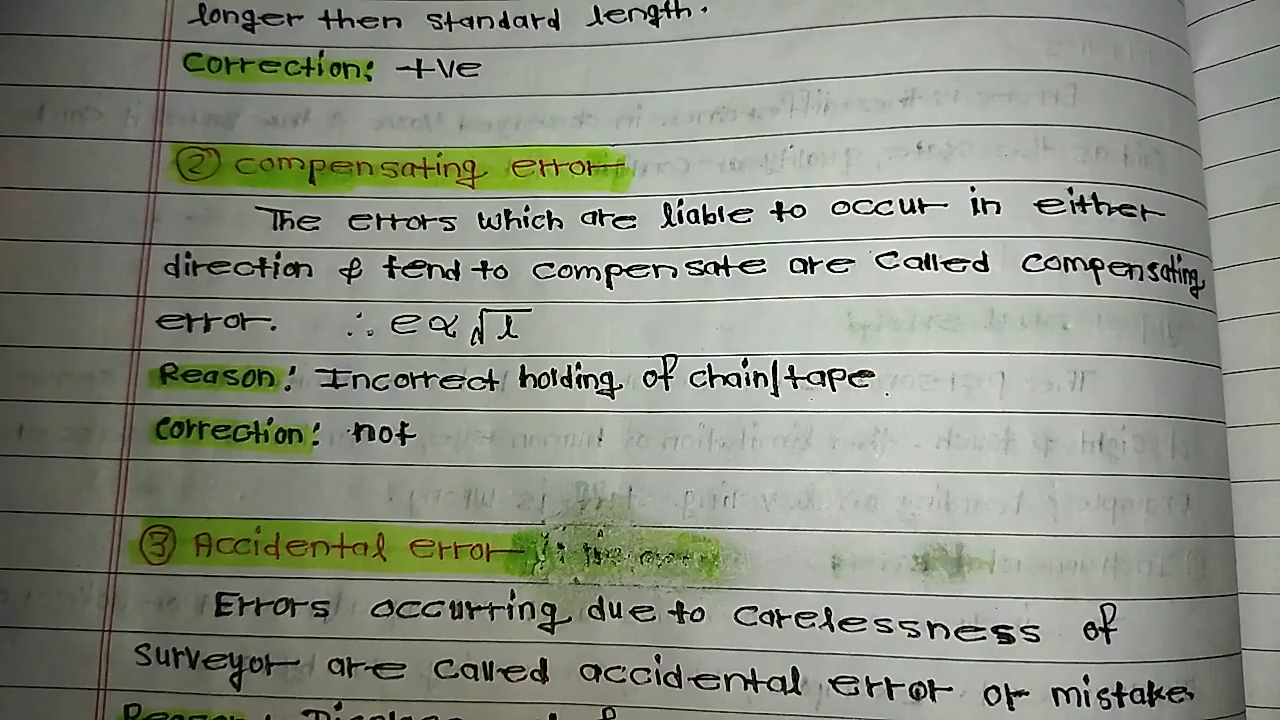 longer then standard length.
Correction: +ve
② compensating error
The errors which are liable to occur in either
direction & tend to compensate are called compensating
error. ∴ e∝√l
Reason: Incorrect holding of chain/tape.
correction: not
③ Accidental error
Errors occurring due to carelessness of
surveyor are called accidental error or mistake